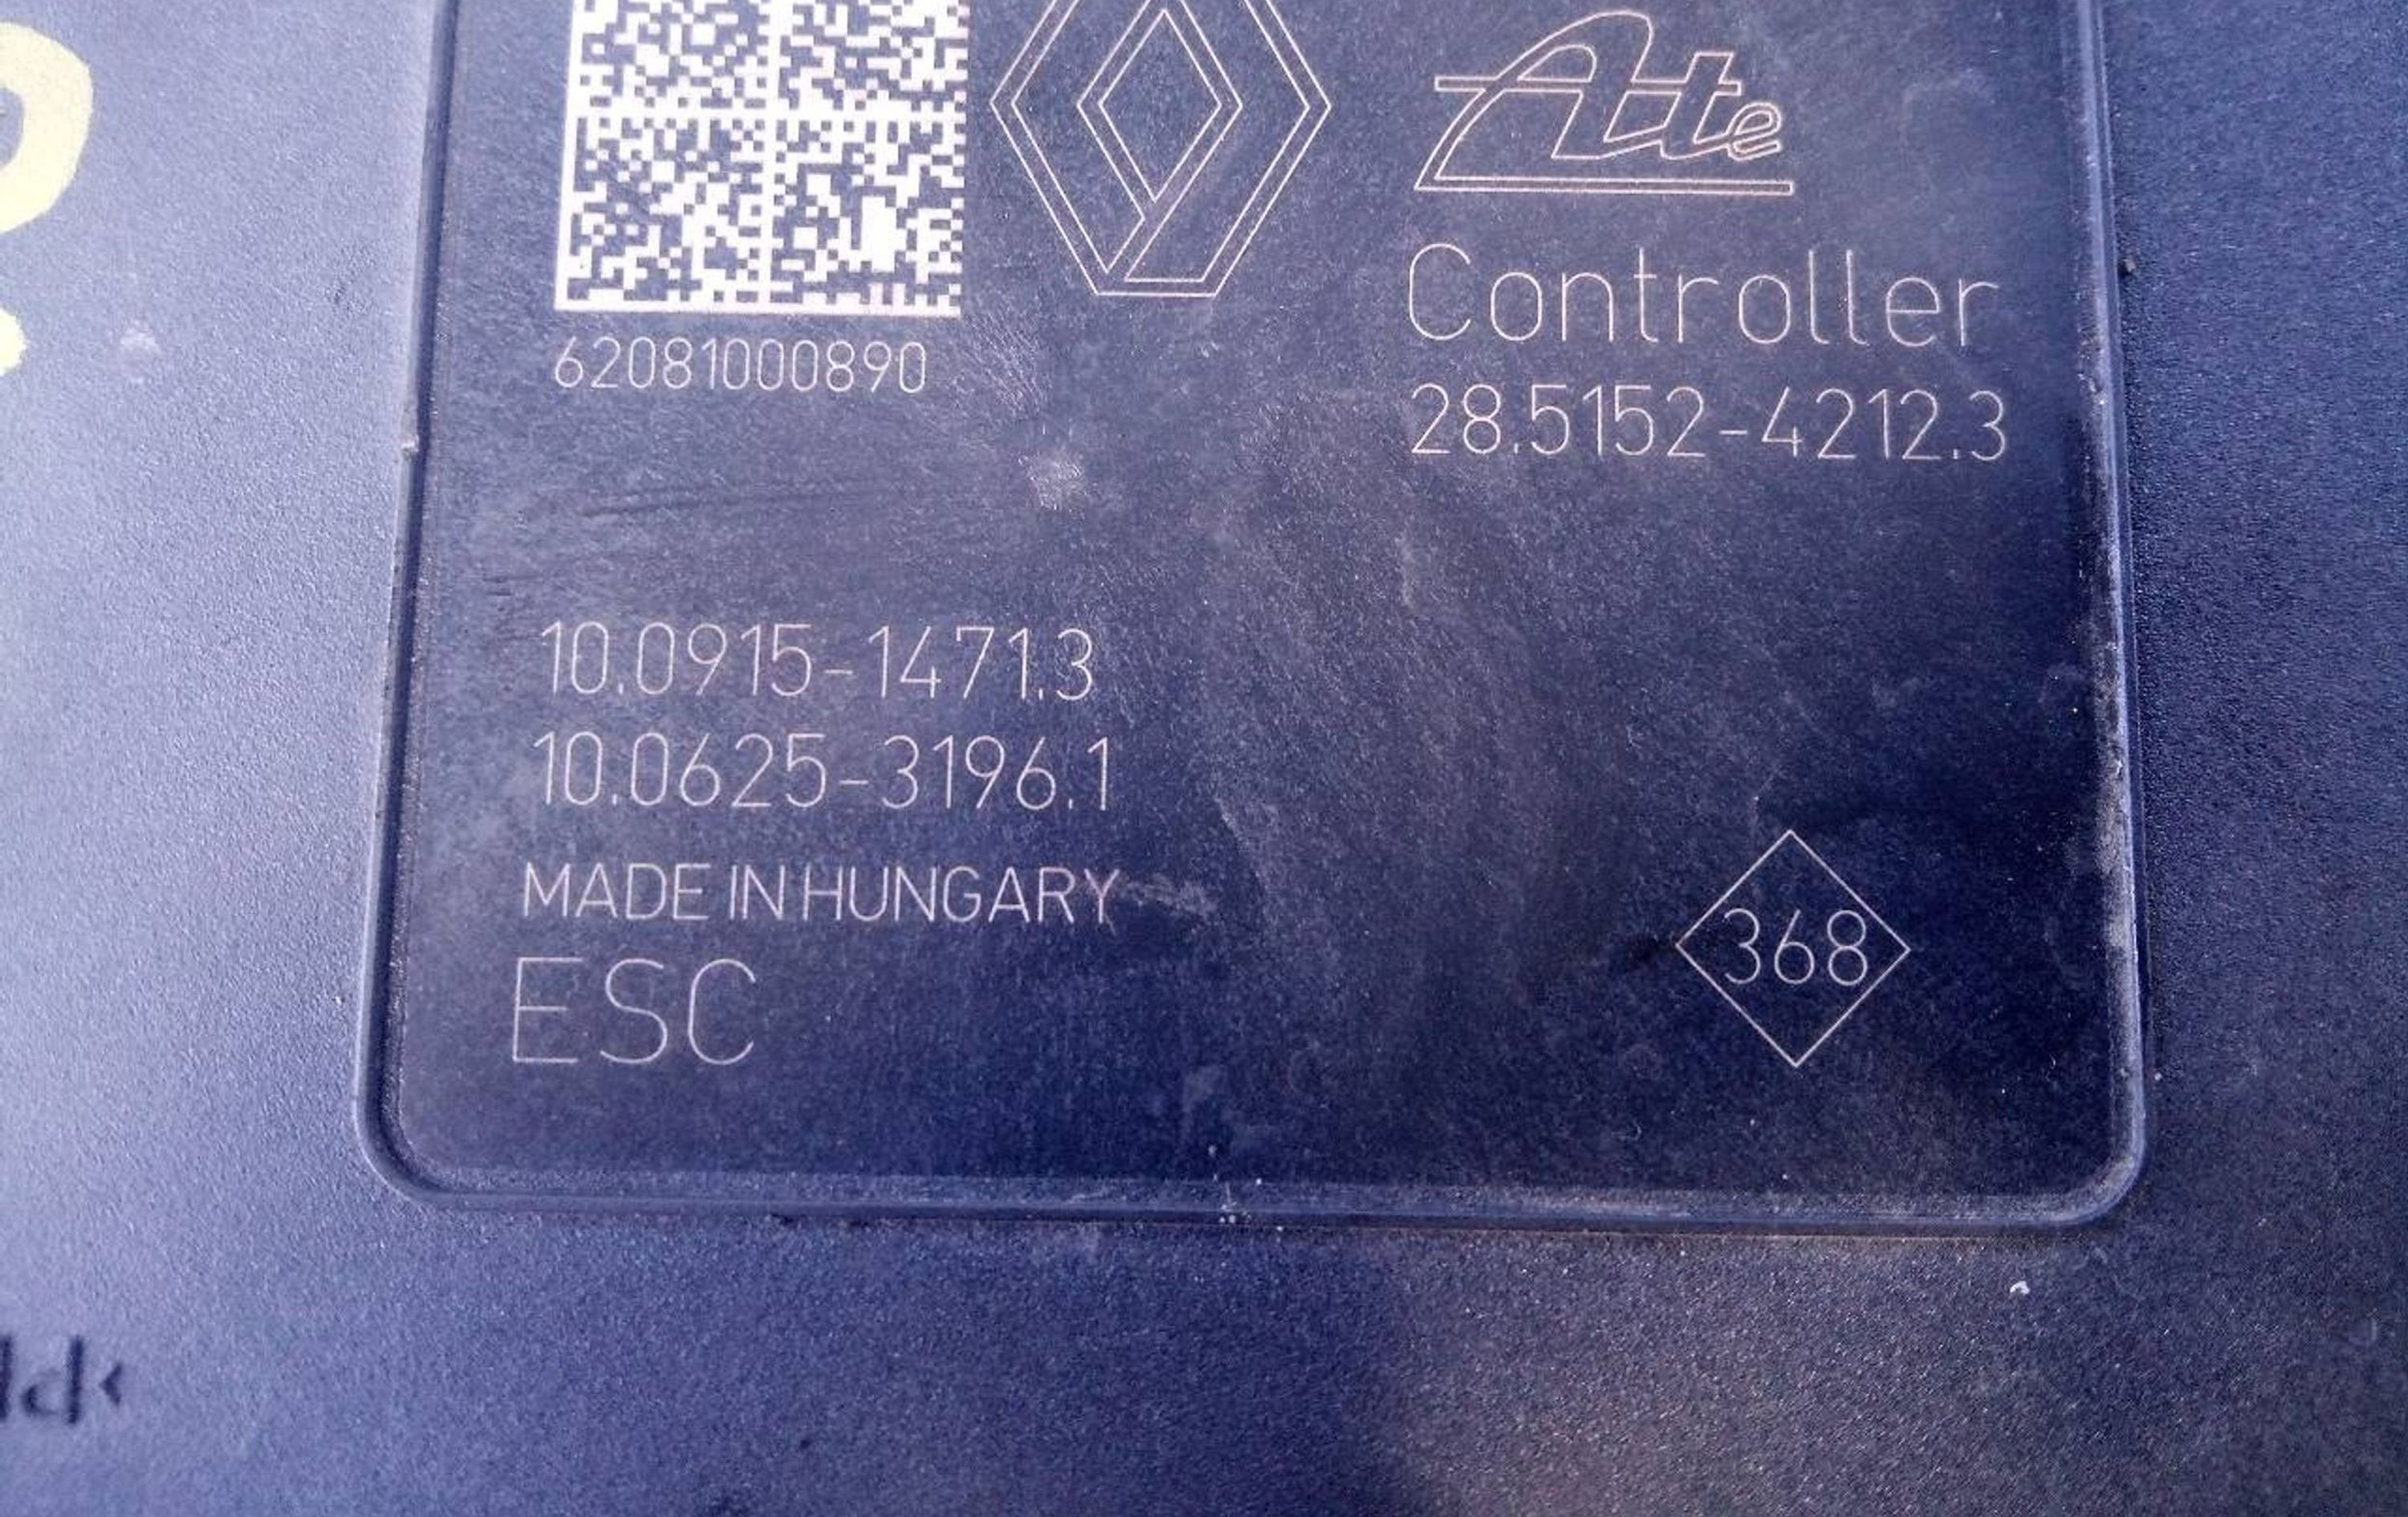 Ate
Controller
62081000890
28.5152-4212.3
10.0915-1471.3
10.0625-3196.1
MADE IN HUNGARY
ESC
368